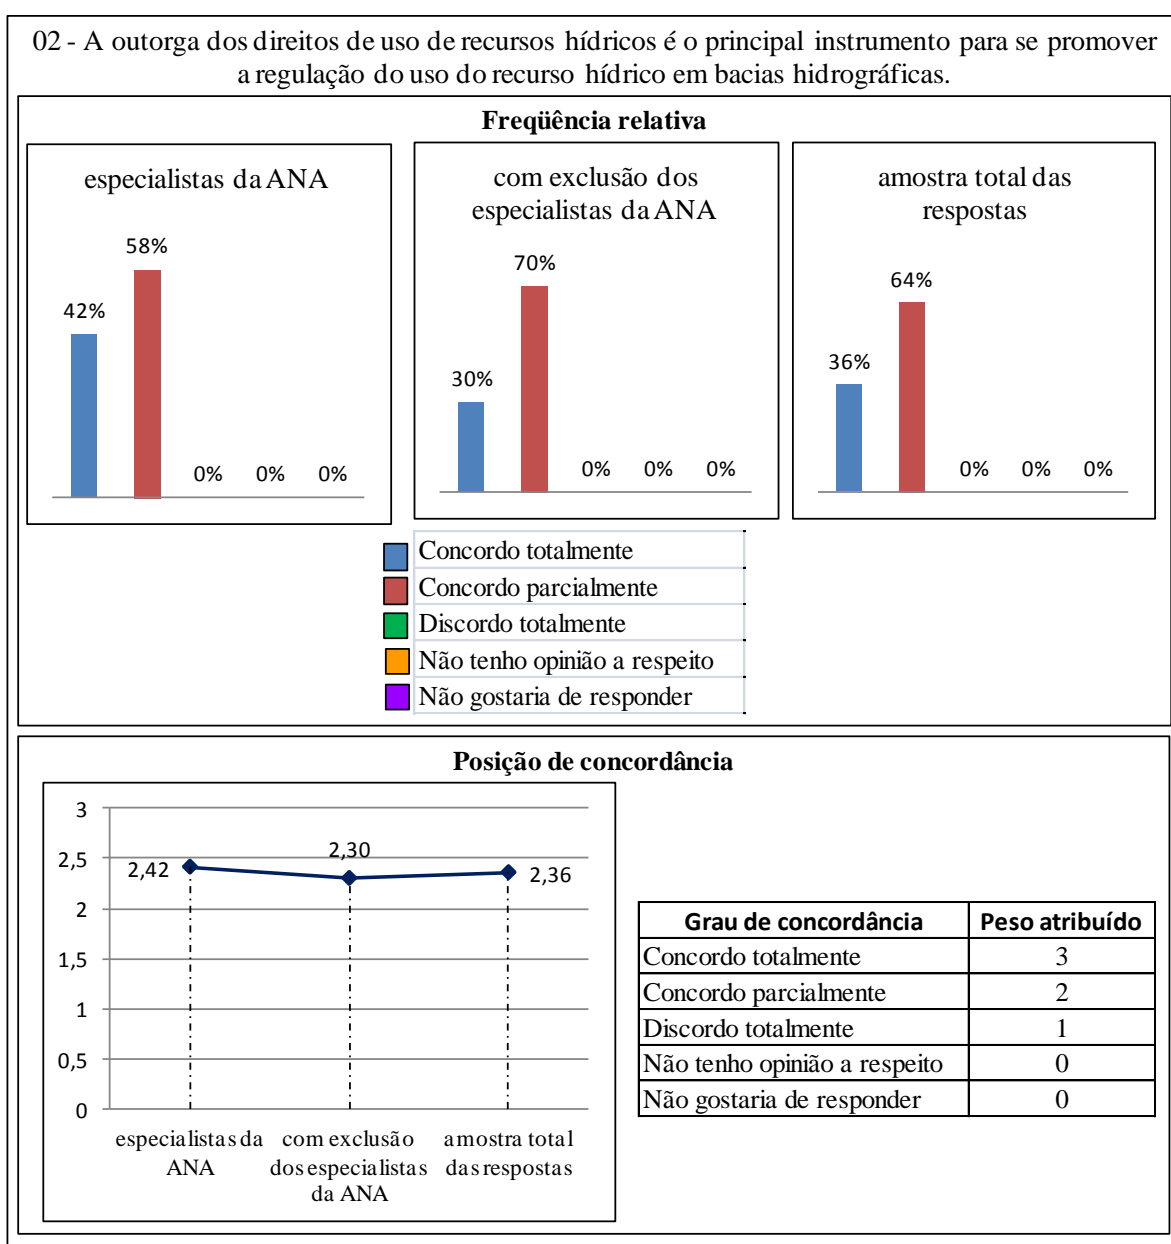 02 - A outorga dos direitos de uso de recursos hídricos é o principal instrumento para se promover
a regulação do uso do recurso hídrico em bacias hidrográficas.
Freqüência relativa
especialistas da ANA
58%
42%
0% 0% 0%
com exclusão dos
especialistas da ANA
70%
30%
0% 0% 0%
amostra total das
respostas
64%
36%
0% 0% 0%
Concordo totalmente
Concordo parcialmente
Discordo totalmente
Não tenho opinião a respeito
Não gostaria de responder
Posição de concordância
3
2,5
2
1,5
1
0,5
0
2,42
2,30
2,36
especialistas da
ANA
com exclusão
dos especialistas
da ANA
amostra total
das respostas
Grau de concordância Peso atribuído
Concordo totalmente 3
Concordo parcialmente 2
Discordo totalmente 1
Não tenho opinião a respeito 0
Não gostaria de responder 0